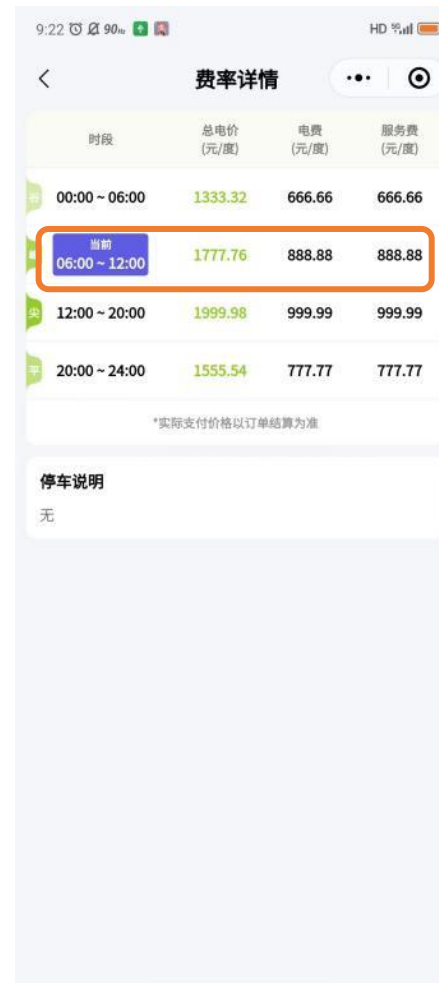 9:22 90Hz HD 5G
费率详情
时段 总电价 (元/度) 电费 (元/度) 服务费 (元/度)
谷 00:00 ~ 06:00 1333.32 666.66 666.66
当前
06:00 ~ 12:00 1777.76 888.88 888.88
尖 12:00 ~ 20:00 1999.98 999.99 999.99
平 20:00 ~ 24:00 1555.54 777.77 777.77
*实际支付价格以订单结算为准
停车说明
无